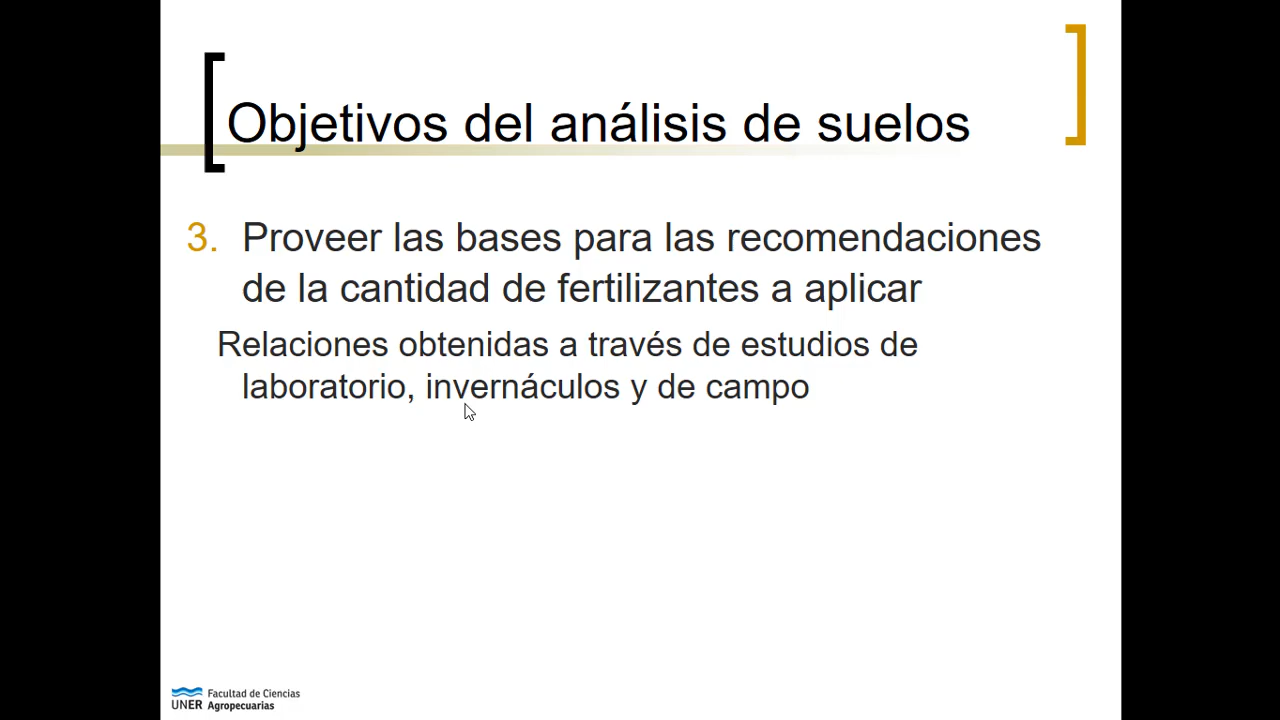 Objetivos del análisis de suelos
3. Proveer las bases para las recomendaciones
de la cantidad de fertilizantes a aplicar
Relaciones obtenidas a través de estudios de
laboratorio, invernáculos y de campo
UNER Facultad de Ciencias
Agropecuarias